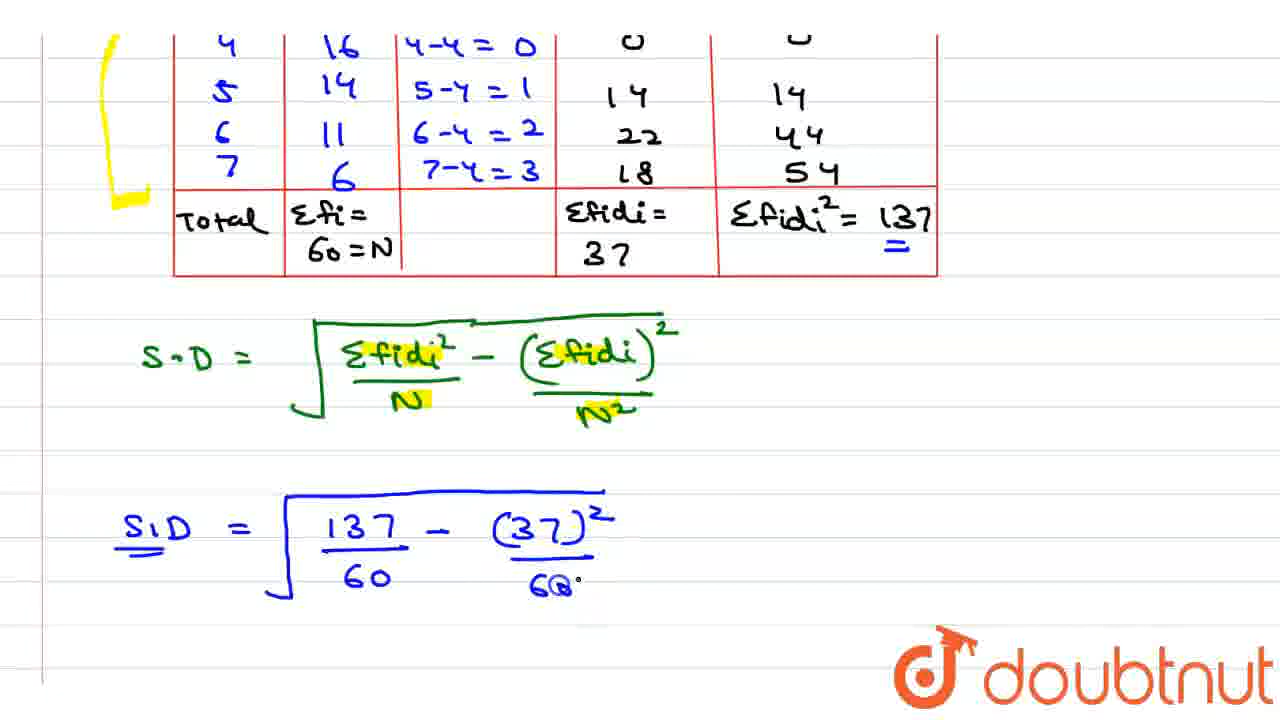 4 16 4-4= 0 0 0
5 14 5-4 = 1 14 14
6 11 6-4 = 2 22 44
7 6 7-4=3 18 54
Total Σfi= Σfidi= Σfidi²= 137
60=N 37
S.D = √ Σfidi² - (Σfidi)²
N N²
S.D = √ 137 - (37)²
60
doubtnut